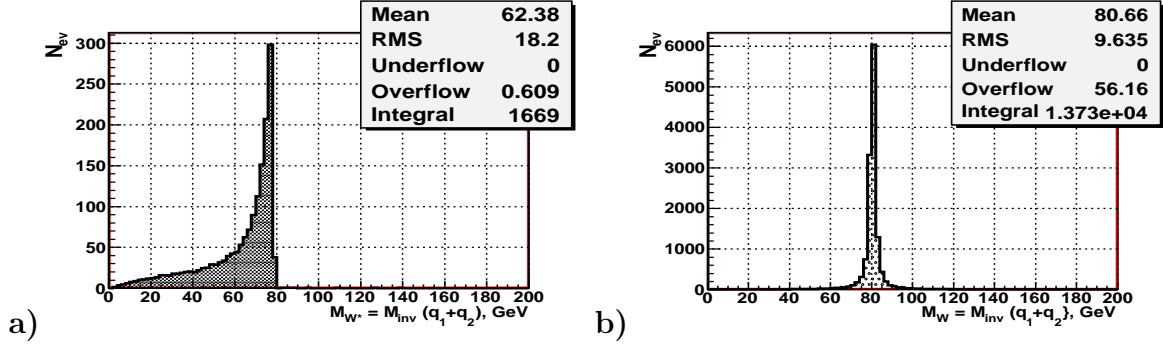 Mean 62.38
RMS 18.2
Underflow 0
Overflow 0.609
Integral 1669
N_ev
300
250
200
150
100
50
0
0 20 40 60 80 100 120 140 160 180 200
M_W* = M_inv (q_1+q_2), GeV
a)
Mean 80.66
RMS 9.635
Underflow 0
Overflow 56.16
Integral 1.373e+04
N_ev
6000
5000
4000
3000
2000
1000
0
0 20 40 60 80 100 120 140 160 180 200
M_W = M_inv (q_1+q_2}, GeV
b)